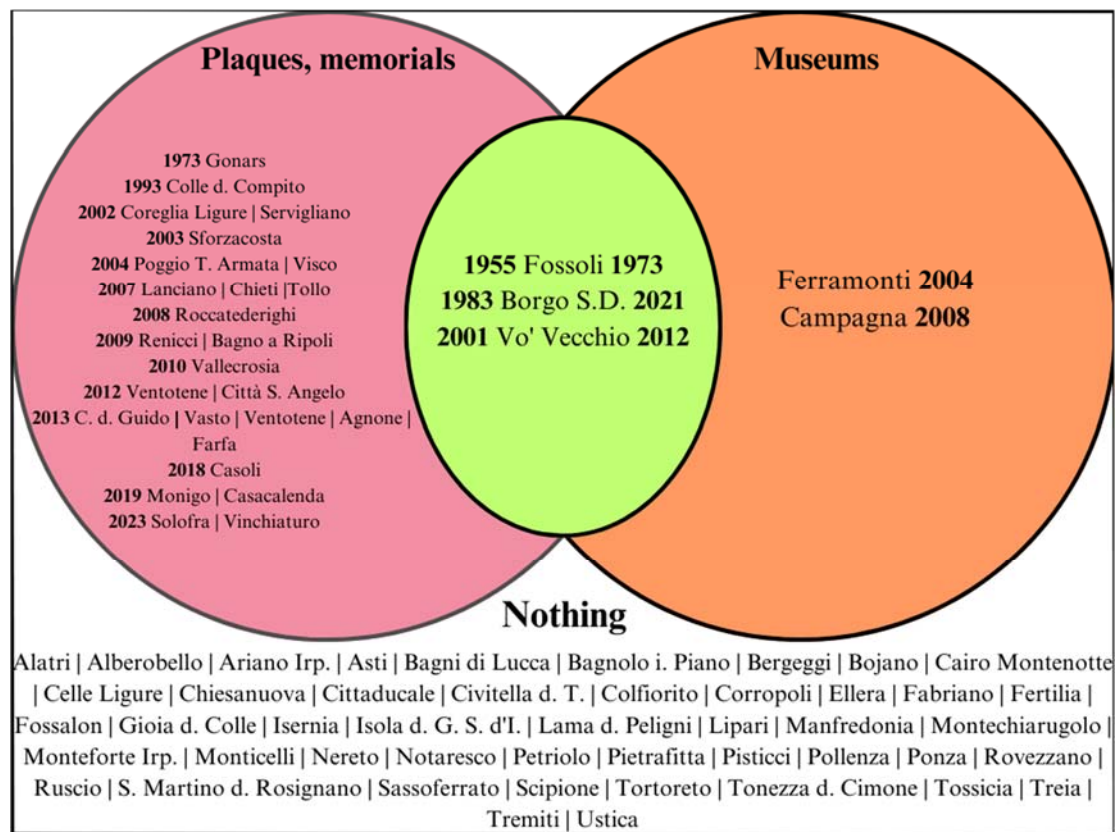 Plaques, memorials
1973 Gonars
1993 Colle d. Compito
2002 Coreglia Ligure | Servigliano
2003 Sforzacosta
2004 Poggio T. Armata | Visco
2007 Lanciano | Chieti |Tollo
2008 Roccatederighi
2009 Renicci | Bagno a Ripoli
2010 Vallecrosia
2012 Ventotene | Città S. Angelo
2013 C. d. Guido | Vasto | Ventotene | Agnone |
Farfa
2018 Casoli
2019 Monigo | Casacalenda
2023 Solofra | Vinchiaturo
1955 Fossoli 1973
1983 Borgo S.D. 2021
2001 Vo' Vecchio 2012
Museums
Ferramonti 2004
Campagna 2008
Nothing
Alatri | Alberobello | Ariano Irp. | Asti | Bagni di Lucca | Bagnolo i. Piano | Bergeggi | Bojano | Cairo Montenotte
| Celle Ligure | Chiesanuova | Cittaducale | Civitella d. T. | Colfiorito | Corropoli | Ellera | Fabriano | Fertilia |
Fossalon | Gioia d. Colle | Isernia | Isola d. G. S. d'I. | Lama d. Peligni | Lipari | Manfredonia | Montechiarugolo |
Monteforte Irp. | Monticelli | Nereto | Notaresco | Petriolo | Pietrafitta | Pisticci | Pollenza | Ponza | Rovezzano |
Ruscio | S. Martino d. Rosignano | Sassoferrato | Scipione | Tortoreto | Tonezza d. Cimone | Tossicia | Treia |
Tremiti | Ustica